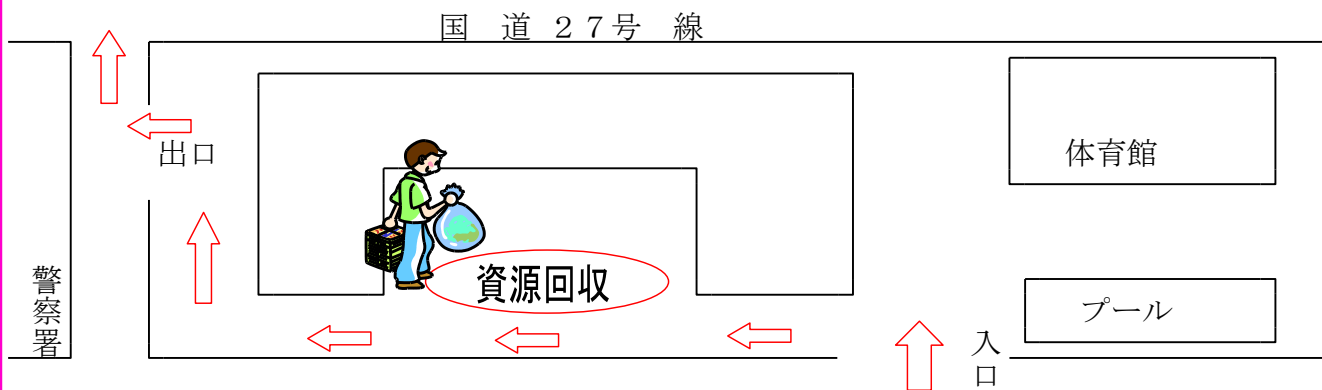 国　道　２７号　線
出口
体育館
資源回収
警察署
プール
入口